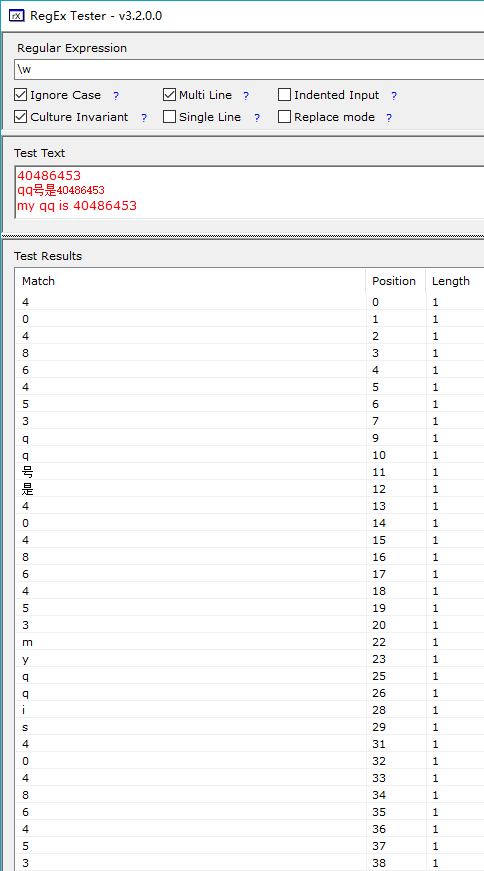 RegEx Tester - v3.2.0.0
Regular Expression
\w
Ignore Case ? Multi Line ? Indented Input ?
Culture Invariant ? Single Line ? Replace mode ?
Test Text
40486453
qq号是40486453
my qq is 40486453
Test Results
Match Position Length
4 0 1
0 1 1
4 2 1
8 3 1
6 4 1
4 5 1
5 6 1
3 7 1
q 9 1
q 10 1
号 11 1
是 12 1
4 13 1
0 14 1
4 15 1
8 16 1
6 17 1
4 18 1
5 19 1
3 20 1
m 22 1
y 23 1
q 25 1
q 26 1
i 28 1
s 29 1
4 31 1
0 32 1
4 33 1
8 34 1
6 35 1
4 36 1
5 37 1
3 38 1